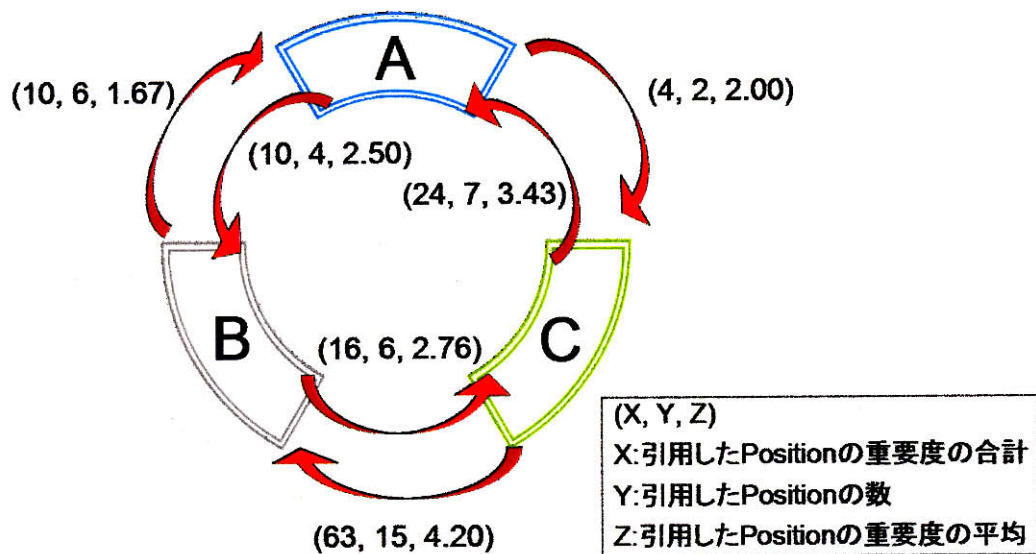 A
(10, 6, 1.67)
(4, 2, 2.00)
(10, 4, 2.50)
(24, 7, 3.43)
B
C
(16, 6, 2.76)
(63, 15, 4.20)
(X, Y, Z)
X:引用したPositionの重要度の合計
Y:引用したPositionの数
Z:引用したPositionの重要度の平均